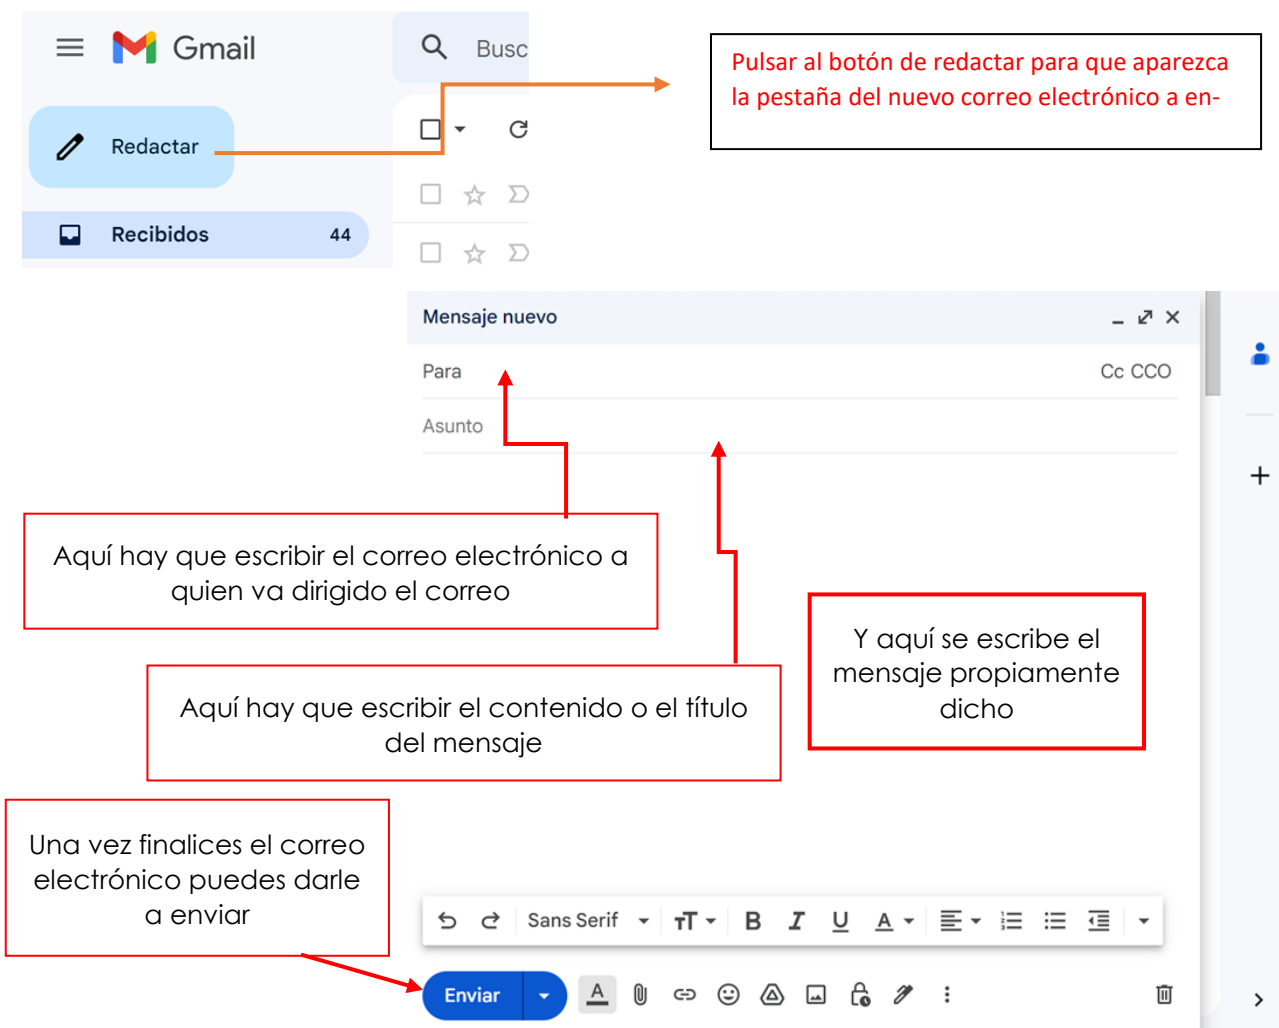 Gmail
Busc
Pulsar al botón de redactar para que aparezca
la pestaña del nuevo correo electrónico a en-
Redactar
Recibidos 44
Mensaje nuevo
Para Cc CCO
Asunto
Aquí hay que escribir el correo electrónico a
quien va dirigido el correo
Y aquí se escribe el
mensaje propiamente
dicho
Aquí hay que escribir el contenido o el título
del mensaje
Una vez finalices el correo
electrónico puedes darle
a enviar
Sans Serif
Enviar